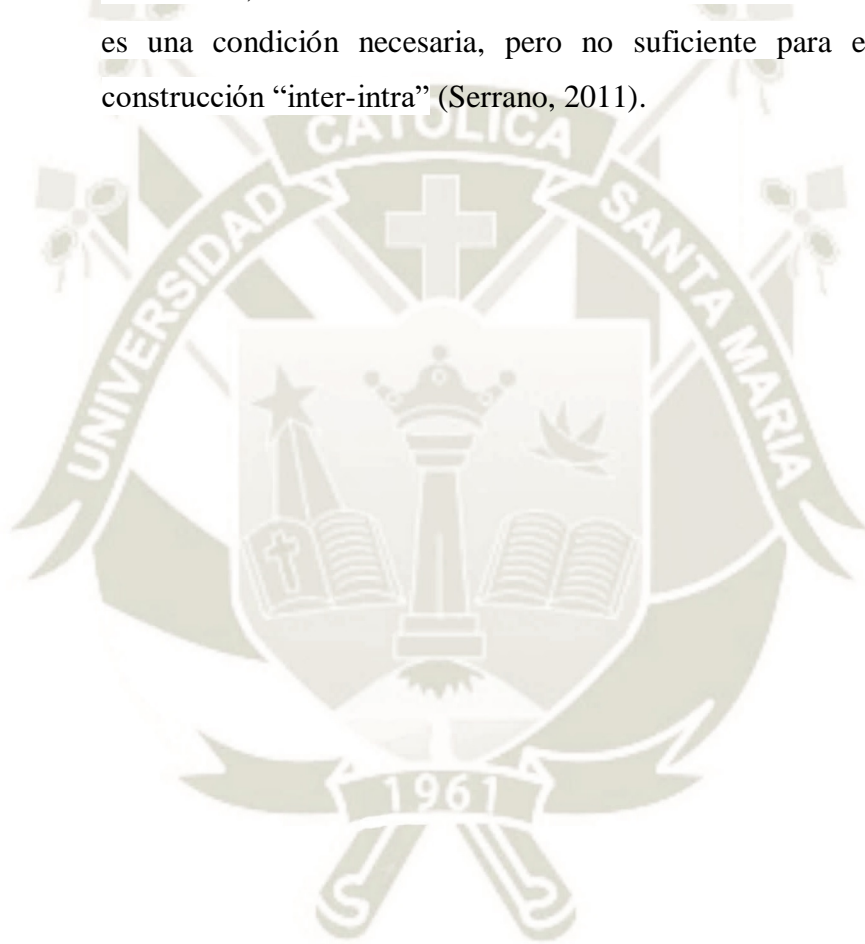 es una condición necesaria, pero no suficiente para e
construcción “inter-intra” (Serrano, 2011).
CATOLICA
UNIVERSIDAD
SANTA MARIA
1961